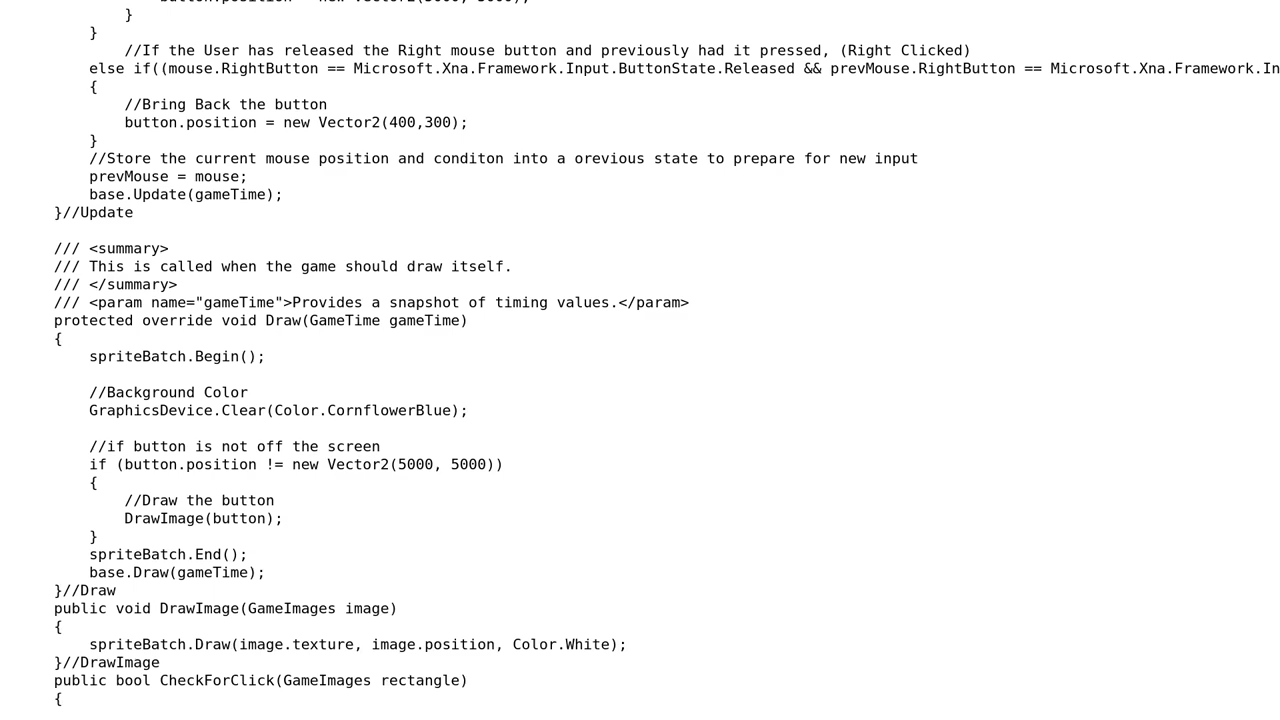 button.position = new Vector2(5000, 5000);
}
}
//If the User has released the Right mouse button and previously had it pressed, (Right Clicked)
else if((mouse.RightButton == Microsoft.Xna.Framework.Input.ButtonState.Released && prevMouse.RightButton == Microsoft.Xna.Framework.In
{
//Bring Back the button
button.position = new Vector2(400,300);
}
//Store the current mouse position and conditon into a orevious state to prepare for new input
prevMouse = mouse;
base.Update(gameTime);
}//Update
/// <summary>
/// This is called when the game should draw itself.
/// </summary>
/// <param name="gameTime">Provides a snapshot of timing values.</param>
protected override void Draw(GameTime gameTime)
{
spriteBatch.Begin();
//Background Color
GraphicsDevice.Clear(Color.CornflowerBlue);
//if button is not off the screen
if (button.position != new Vector2(5000, 5000))
{
//Draw the button
DrawImage(button);
}
spriteBatch.End();
base.Draw(gameTime);
}//Draw
public void DrawImage(GameImages image)
{
spriteBatch.Draw(image.texture, image.position, Color.White);
}//DrawImage
public bool CheckForClick(GameImages rectangle)
{